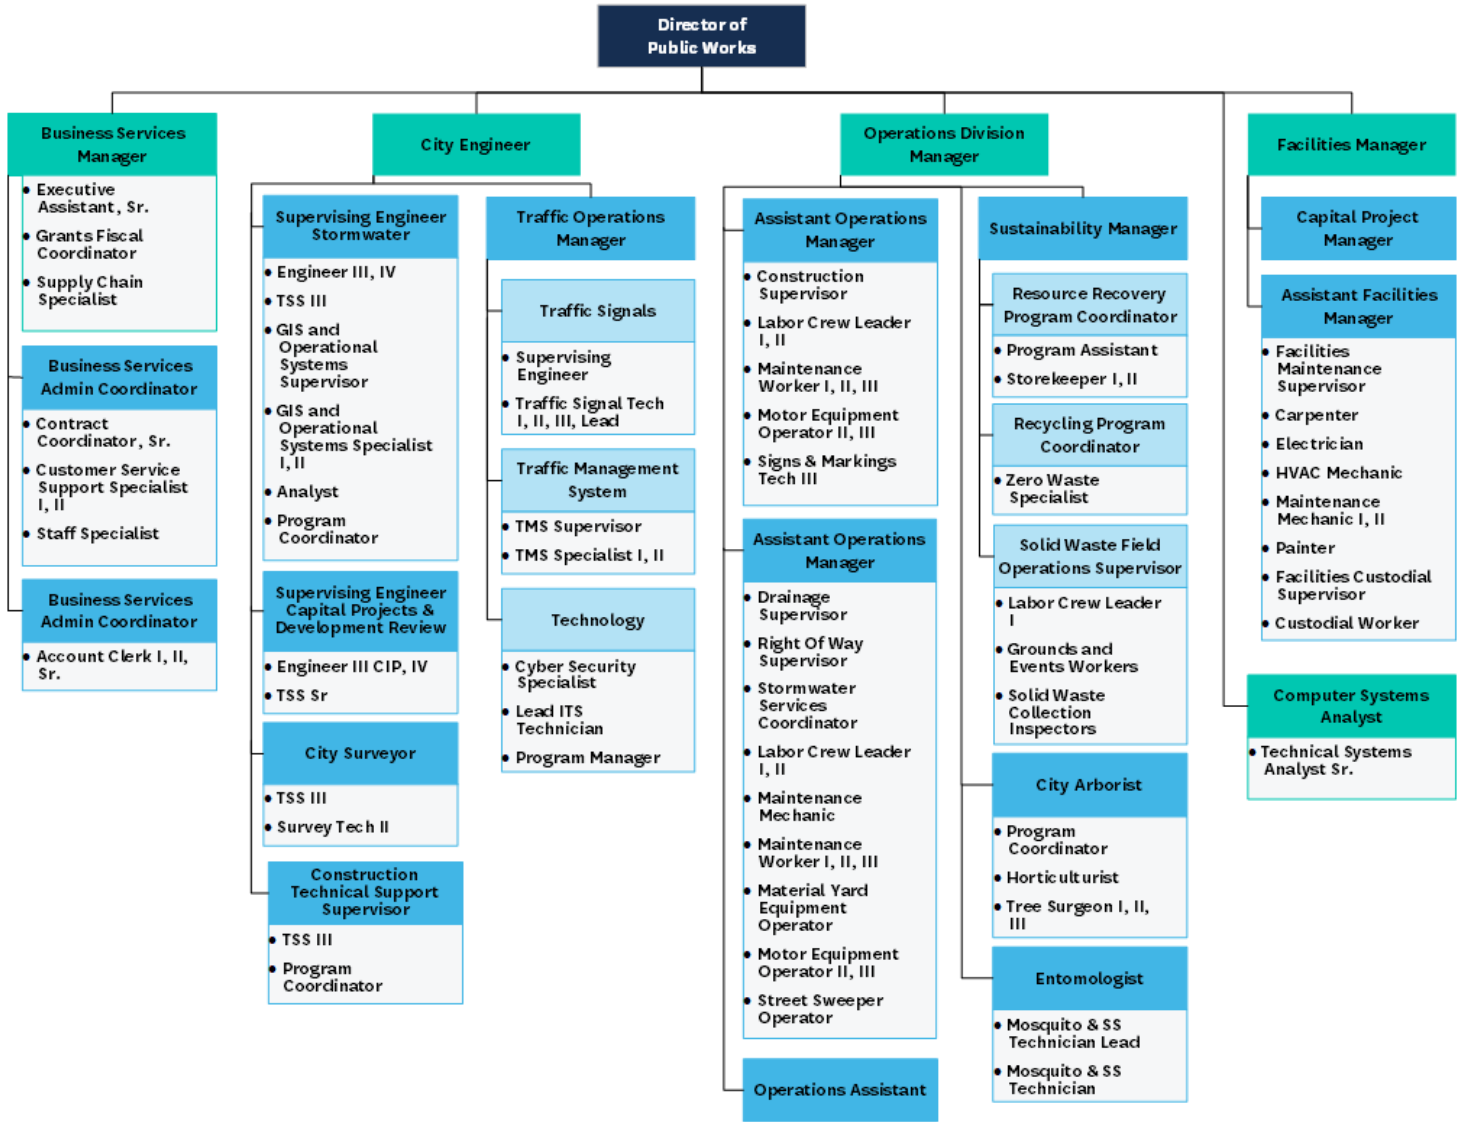 Director of
Public Works
Business Services
Manager
• Executive
Assistant, Sr.
• Grants Fiscal
Coordinator
• Supply Chain
Specialist
Business Services
Admin Coordinator
• Contract
Coordinator, Sr.
• Customer Service
Support Specialist
I, II
• Staff Specialist
Business Services
Admin Coordinator
• Account Clerk I, II,
Sr.
City Engineer
Supervising Engineer
Stormwater
• Engineer III, IV
• TSS III
• GIS and
Operational
Systems
Supervisor
• GIS and
Operational
Systems Specialist
I, II
• Analyst
• Program
Coordinator
Supervising Engineer
Capital Projects &
Development Review
• Engineer III CIP, IV
• TSS Sr
City Surveyor
• TSS III
• Survey Tech II
Construction
Technical Support
Supervisor
• TSS III
• Program
Coordinator
Traffic Operations
Manager
Traffic Signals
• Supervising
Engineer
• Traffic Signal Tech
I, II, III, Lead
Traffic Management
System
• TMS Supervisor
• TMS Specialist I, II
Technology
• Cyber Security
Specialist
• Lead ITS
Technician
• Program Manager
Operations Division
Manager
Assistant Operations
Manager
• Construction
Supervisor
• Labor Crew Leader
I, II
• Maintenance
Worker I, II, III
• Motor Equipment
Operator II, III
• Signs & Markings
Tech III
Assistant Operations
Manager
• Drainage
Supervisor
• Right Of Way
Supervisor
• Stormwater
Services
Coordinator
• Labor Crew Leader
I, II
• Maintenance
Mechanic
• Maintenance
Worker I, II, III
• Material Yard
Equipment
Operator
• Motor Equipment
Operator II, III
• Street Sweeper
Operator
Operations Assistant
Sustainability Manager
Resource Recovery
Program Coordinator
• Program Assistant
• Storekeeper I, II
Recycling Program
Coordinator
• Zero Waste
Specialist
Solid Waste Field
Operations Supervisor
• Labor Crew Leader
I
• Grounds and
Events Workers
• Solid Waste
Collection
Inspectors
City Arborist
• Program
Coordinator
• Horticulturist
• Tree Surgeon I, II,
III
Entomologist
• Mosquito & SS
Technician Lead
• Mosquito & SS
Technician
Facilities Manager
Capital Project
Manager
Assistant Facilities
Manager
• Facilities
Maintenance
Supervisor
• Carpenter
• Electrician
• HVAC Mechanic
• Maintenance
Mechanic I, II
• Painter
• Facilities Custodial
Supervisor
• Custodial Worker
Computer Systems
Analyst
• Technical Systems
Analyst Sr.